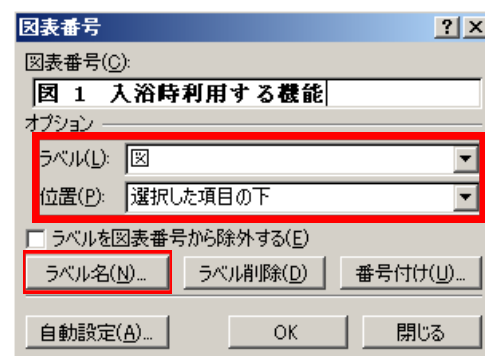 図表番号
図表番号(C):
図 1 入浴時利用する機能
オプション
ラベル(L): 図
位置(P): 選択した項目の下
ラベルを図表番号から除外する(E)
ラベル名(N)... ラベル削除(D) 番号付け(U)...
自動設定(A)... OK 閉じる